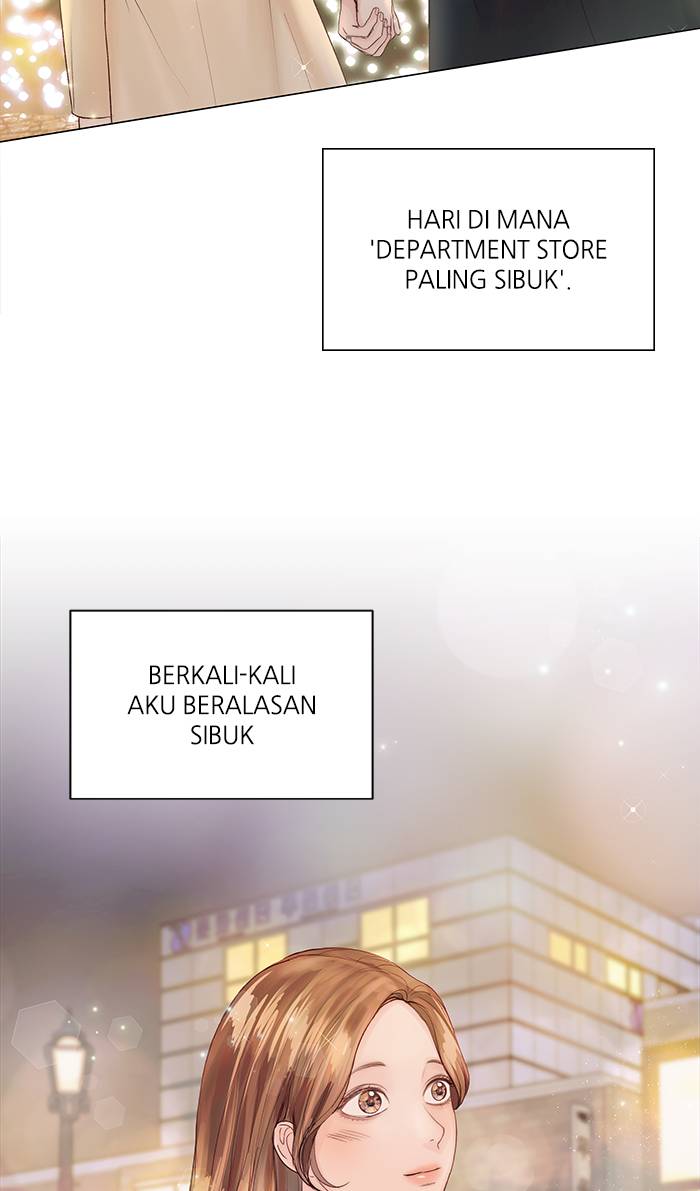 HARI DI MANA
'DEPARTMENT STORE
PALING SIBUK'.
BERKALI-KALI
AKU BERALASAN
SIBUK